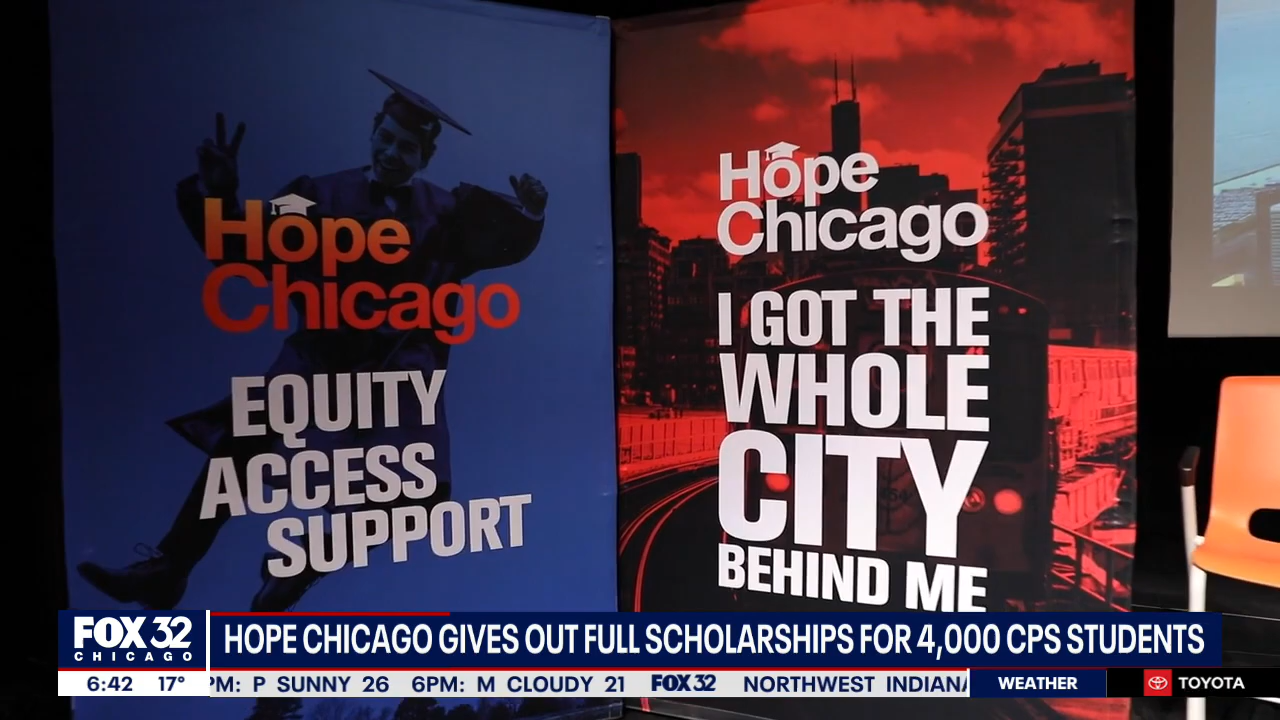 Hope
Chicago
EQUITY
ACCESS
SUPPORT
Hope
Chicago
I GOT THE
WHOLE
CITY
BEHIND ME
FOX 32
CHICAGO
HOPE CHICAGO GIVES OUT FULL SCHOLARSHIPS FOR 4,000 CPS STUDENTS
6:42 17° PM: P SUNNY 26 6PM: M CLOUDY 21 FOX 32 NORTHWEST INDIANA WEATHER TOYOTA